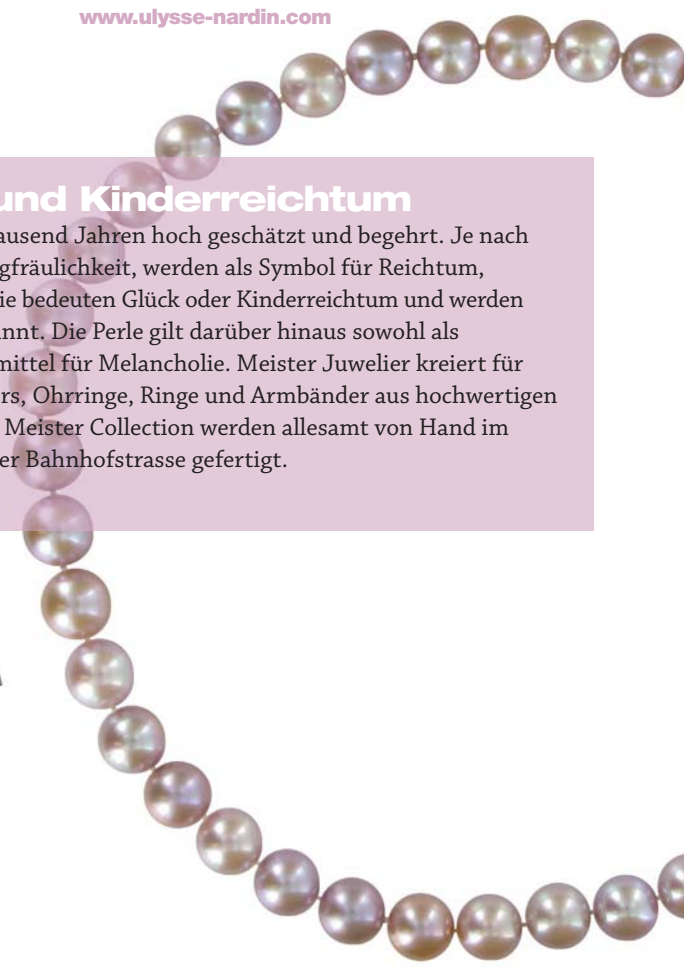 www.ulysse-nardin.com
und Kinderreichtum
ausend Jahren hoch geschätzt und begehrt. Je nach
gfräulichkeit, werden als Symbol für Reichtum,
ie bedeuten Glück oder Kinderreichtum und werden
nnt. Die Perle gilt darüber hinaus sowohl als
mittel für Melancholie. Meister Juwelier kreiert für
rs, Ohrringe, Ringe und Armbänder aus hochwertigen
Meister Collection werden allesamt von Hand im
er Bahnhofstrasse gefertigt.